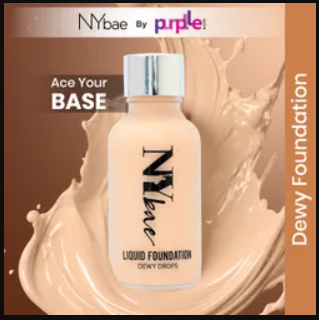 NYbae By purplle
Ace Your
BASE
NY
bae
LIQUID FOUNDATION
DEWY DROPS
Dewy Foundation